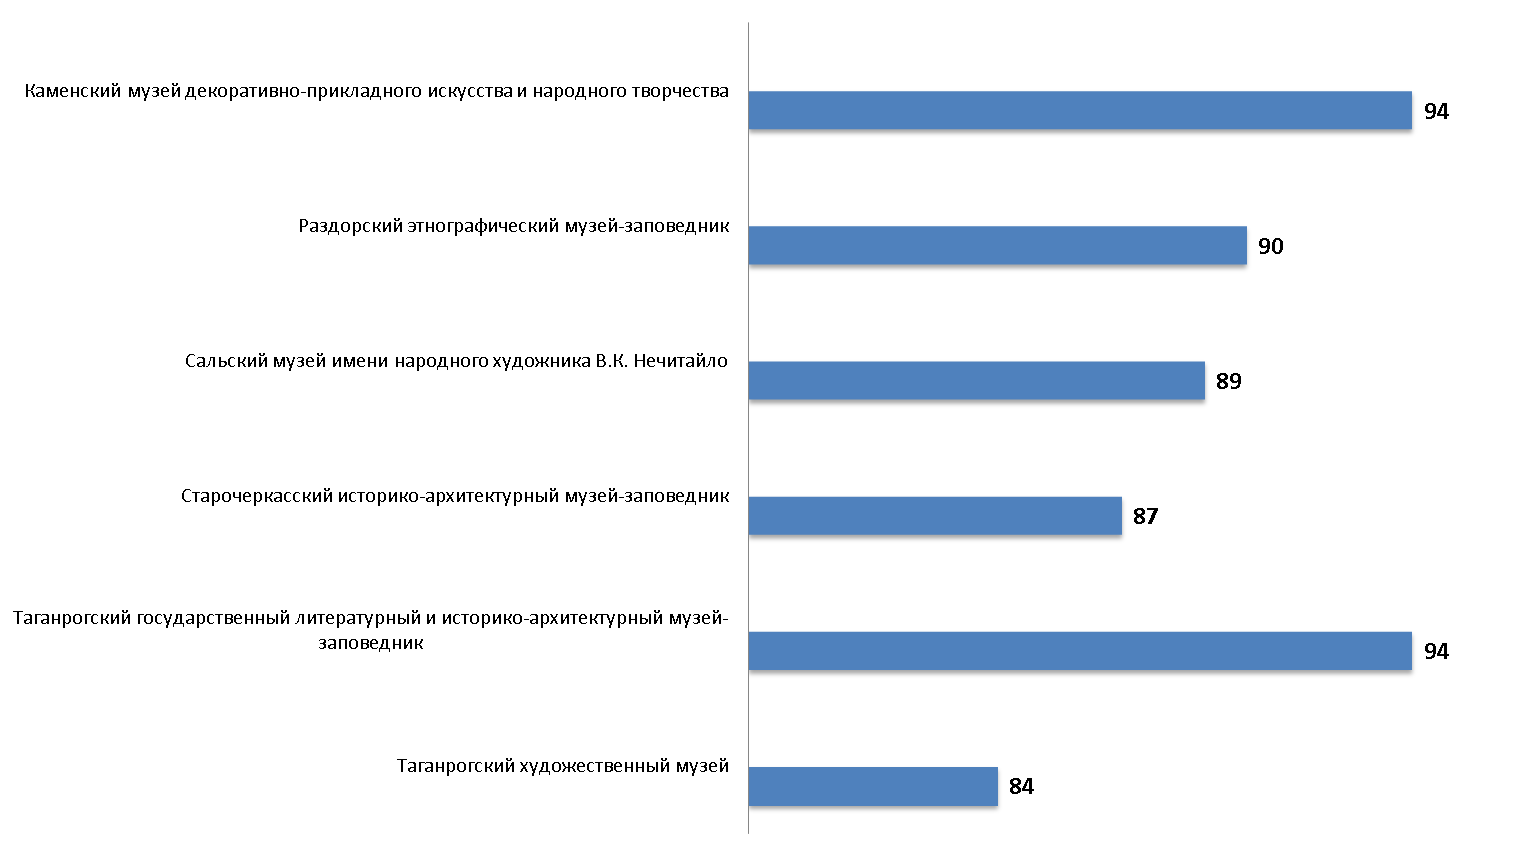 Каменский музей декоративно-прикладного искусства и народного творчества
94
Раздорский этнографический музей-заповедник
90
Сальский музей имени народного художника В.К. Нечитайло
89
Старочеркасский историко-архитектурный музей-заповедник
87
Таганрогский государственный литературный и историко-архитектурный музей-
заповедник
94
Таганрогский художественный музей
84